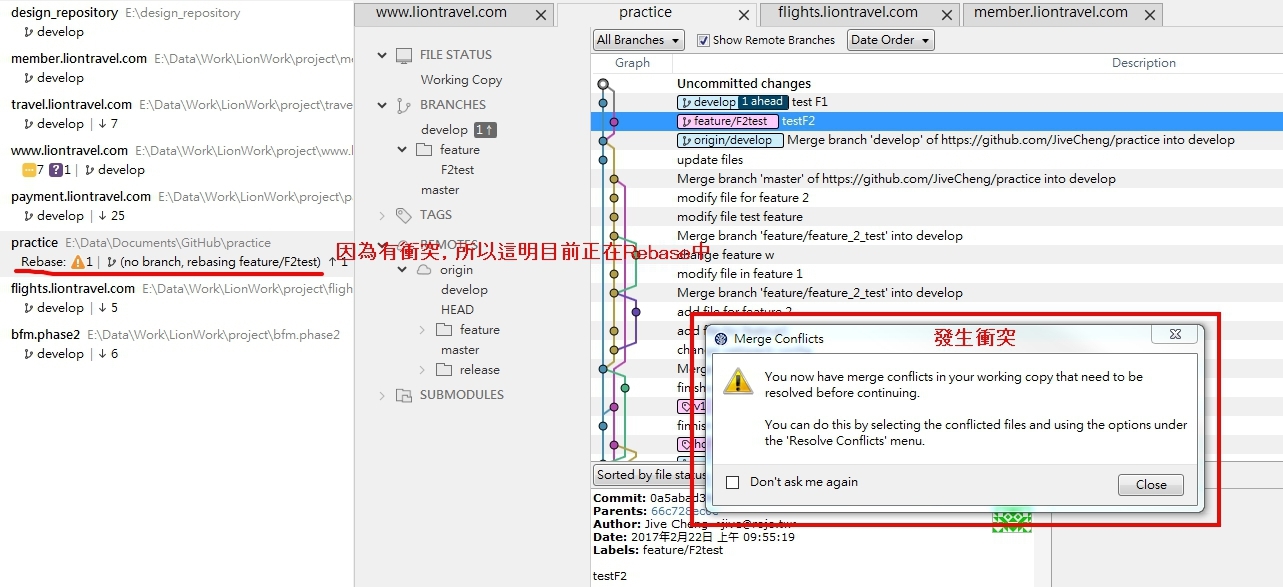 design_repository E:\design_repository
develop
member.liontravel.com E:\Data\Work\LionWork\project\me
develop
travel.liontravel.com E:\Data\Work\LionWork\project\trave
develop | ↓ 7
www.liontravel.com E:\Data\Work\LionWork\project\www.l
7 ? 1 | develop
payment.liontravel.com E:\Data\Work\LionWork\project\pa
develop | ↓ 25
practice E:\Data\Documents\GitHub\practice
Rebase: 1 | (no branch, rebasing feature/F2test) ↑ 1
flights.liontravel.com E:\Data\Work\LionWork\project\fligh
develop | ↓ 5
bfm.phase2 E:\Data\Work\LionWork\project\bfm.phase2
develop | ↓ 6
因為有衝突, 所以這明目前正在Rebase中
www.liontravel.com
practice
flights.liontravel.com
member.liontravel.com
FILE STATUS
Working Copy
BRANCHES
develop 1↑
feature
F2test
master
TAGS
REMOTES
origin
develop
HEAD
feature
master
release
SUBMODULES
All Branches Show Remote Branches Date Order
Graph Description
Uncommitted changes
develop 1 ahead test F1
feature/F2test testF2
origin/develop Merge branch 'develop' of https://github.com/JiveCheng/practice into develop
update files
Merge branch 'master' of https://github.com/JiveCheng/practice into develop
modify file for feature 2
modify file test feature
Merge branch 'feature/feature_2_test' into develop
change feature w
modify file in feature 1
Merge branch 'feature/feature_2_test' into develop
add file for feature 2
add
chan
Merg
finish
v1
finnis
ho
發生衝突
Merge Conflicts
You now have merge conflicts in your working copy that need to be
resolved before continuing.
You can do this by selecting the conflicted files and using the options under
the 'Resolve Conflicts' menu.
Don't ask me again
Close
Sorted by file status
Commit: 0a5abad3
Parents: 66c728ec
Author: Jive Cheng <jive@roja.tw>
Date: 2017年2月22日 上午 09:55:19
Labels: feature/F2test
testF2